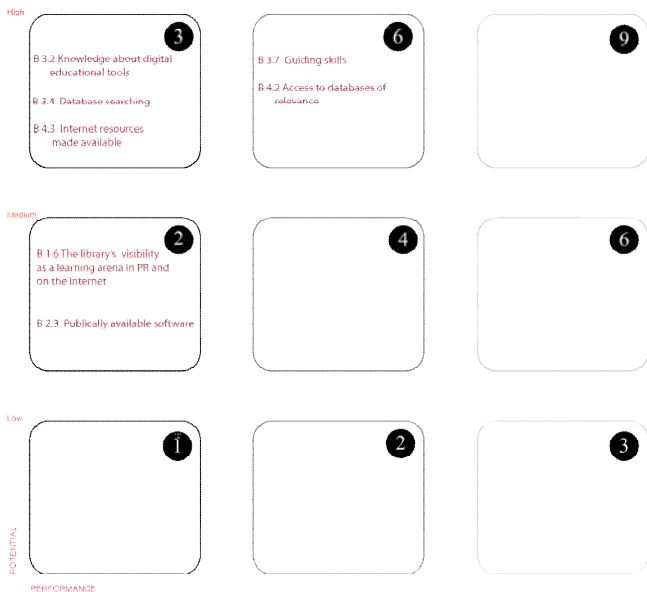 High
3
B 3.2 Knowledge about digital
educational tools
B 3.4 Database searching
B 4.3 Internet resources
made available
6
B 3.7 Guiding skills
B 4.2 Access to databases of
relevance
9
Medium
2
B 1.6 The library's visibility
as a learning arena in PR and
on the Internet
B 2.3 Publically available software
4
6
Low
1
2
3
POTENTIAL
PERFORMANCE